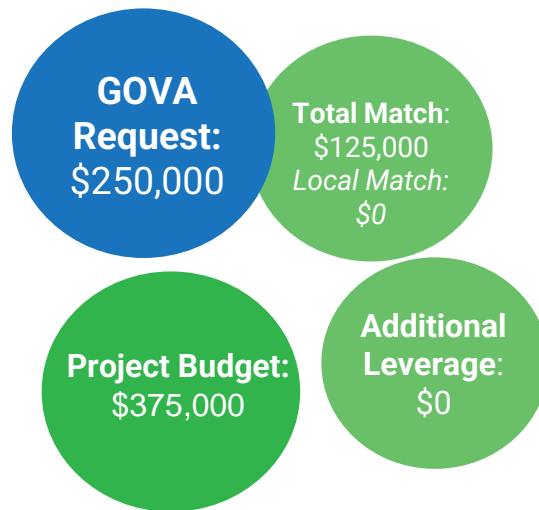 GOVA
Request:
$250,000
Total Match:
$125,000
Local Match:
$0
Project Budget:
$375,000
Additional
Leverage:
$0